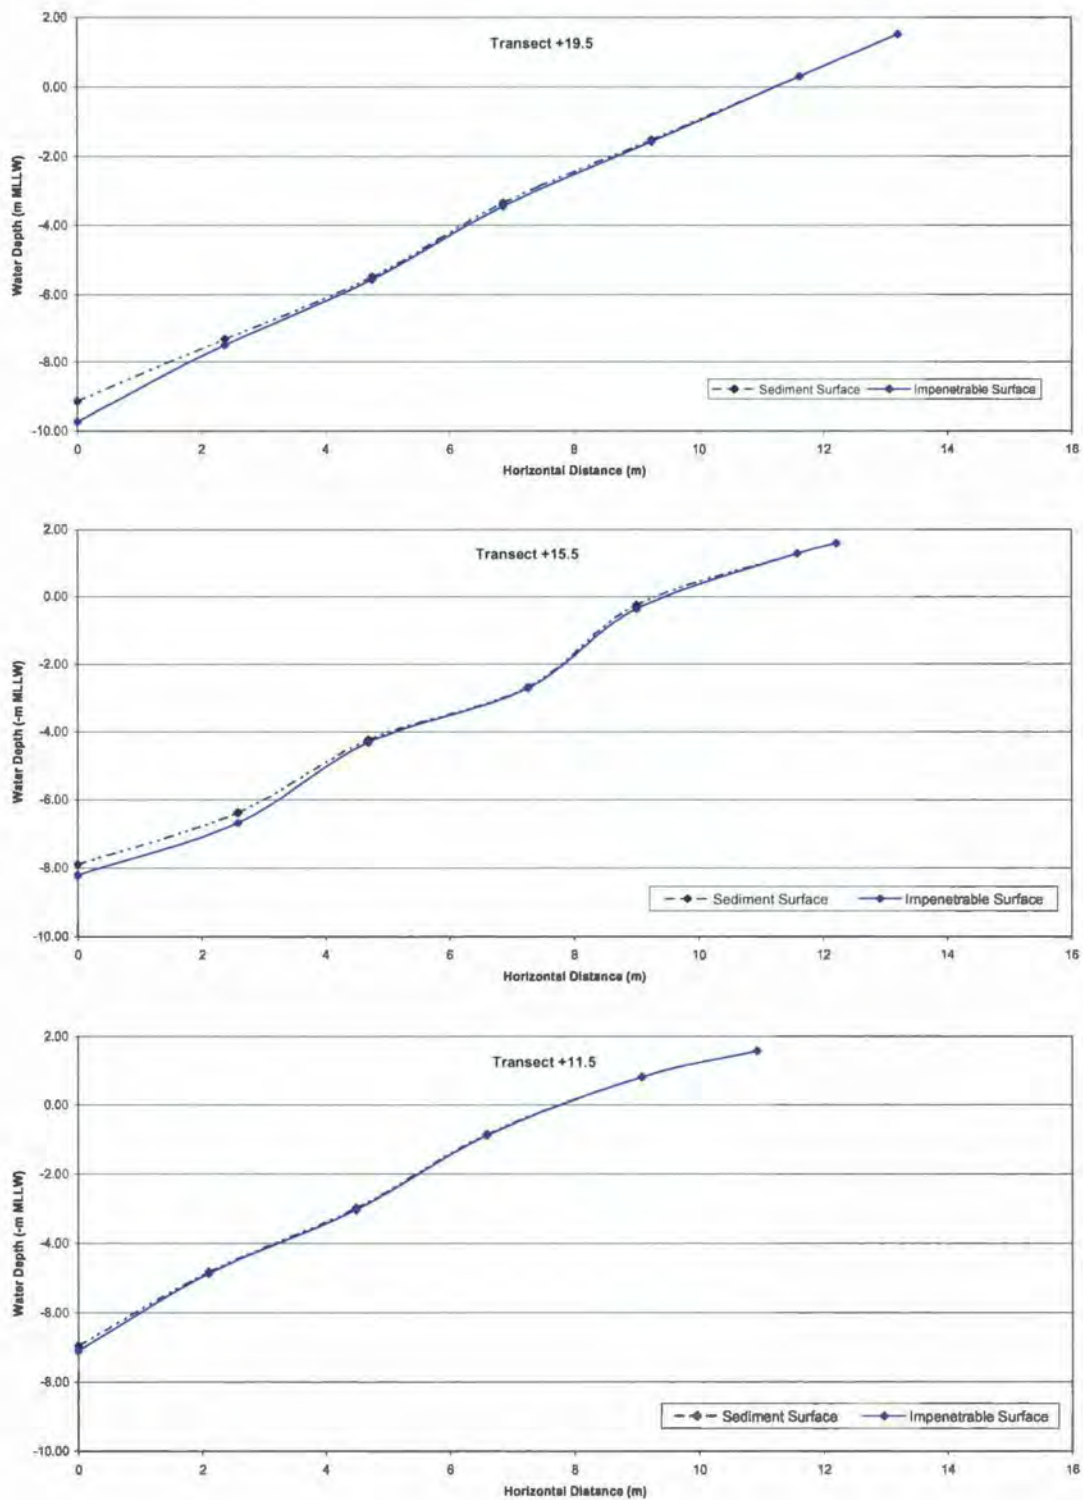 2.00
Transect +19.5
0.00
-2.00
-4.00
-6.00
-8.00
-10.00
Water Depth (m MLLW)
Sediment Surface Impenetrable Surface
0 2 4 6 8 10 12 14 16
Horizontal Distance (m)
2.00
Transect +15.5
0.00
-2.00
-4.00
-6.00
-8.00
-10.00
Water Depth (-m MLLW)
Sediment Surface Impenetrable Surface
0 2 4 6 8 10 12 14 16
Horizontal Distance (m)
2.00
Transect +11.5
0.00
-2.00
-4.00
-6.00
-8.00
-10.00
Water Depth (-m MLLW)
Sediment Surface Impenetrable Surface
0 2 4 6 8 10 12 14 16
Horizontal Distance (m)